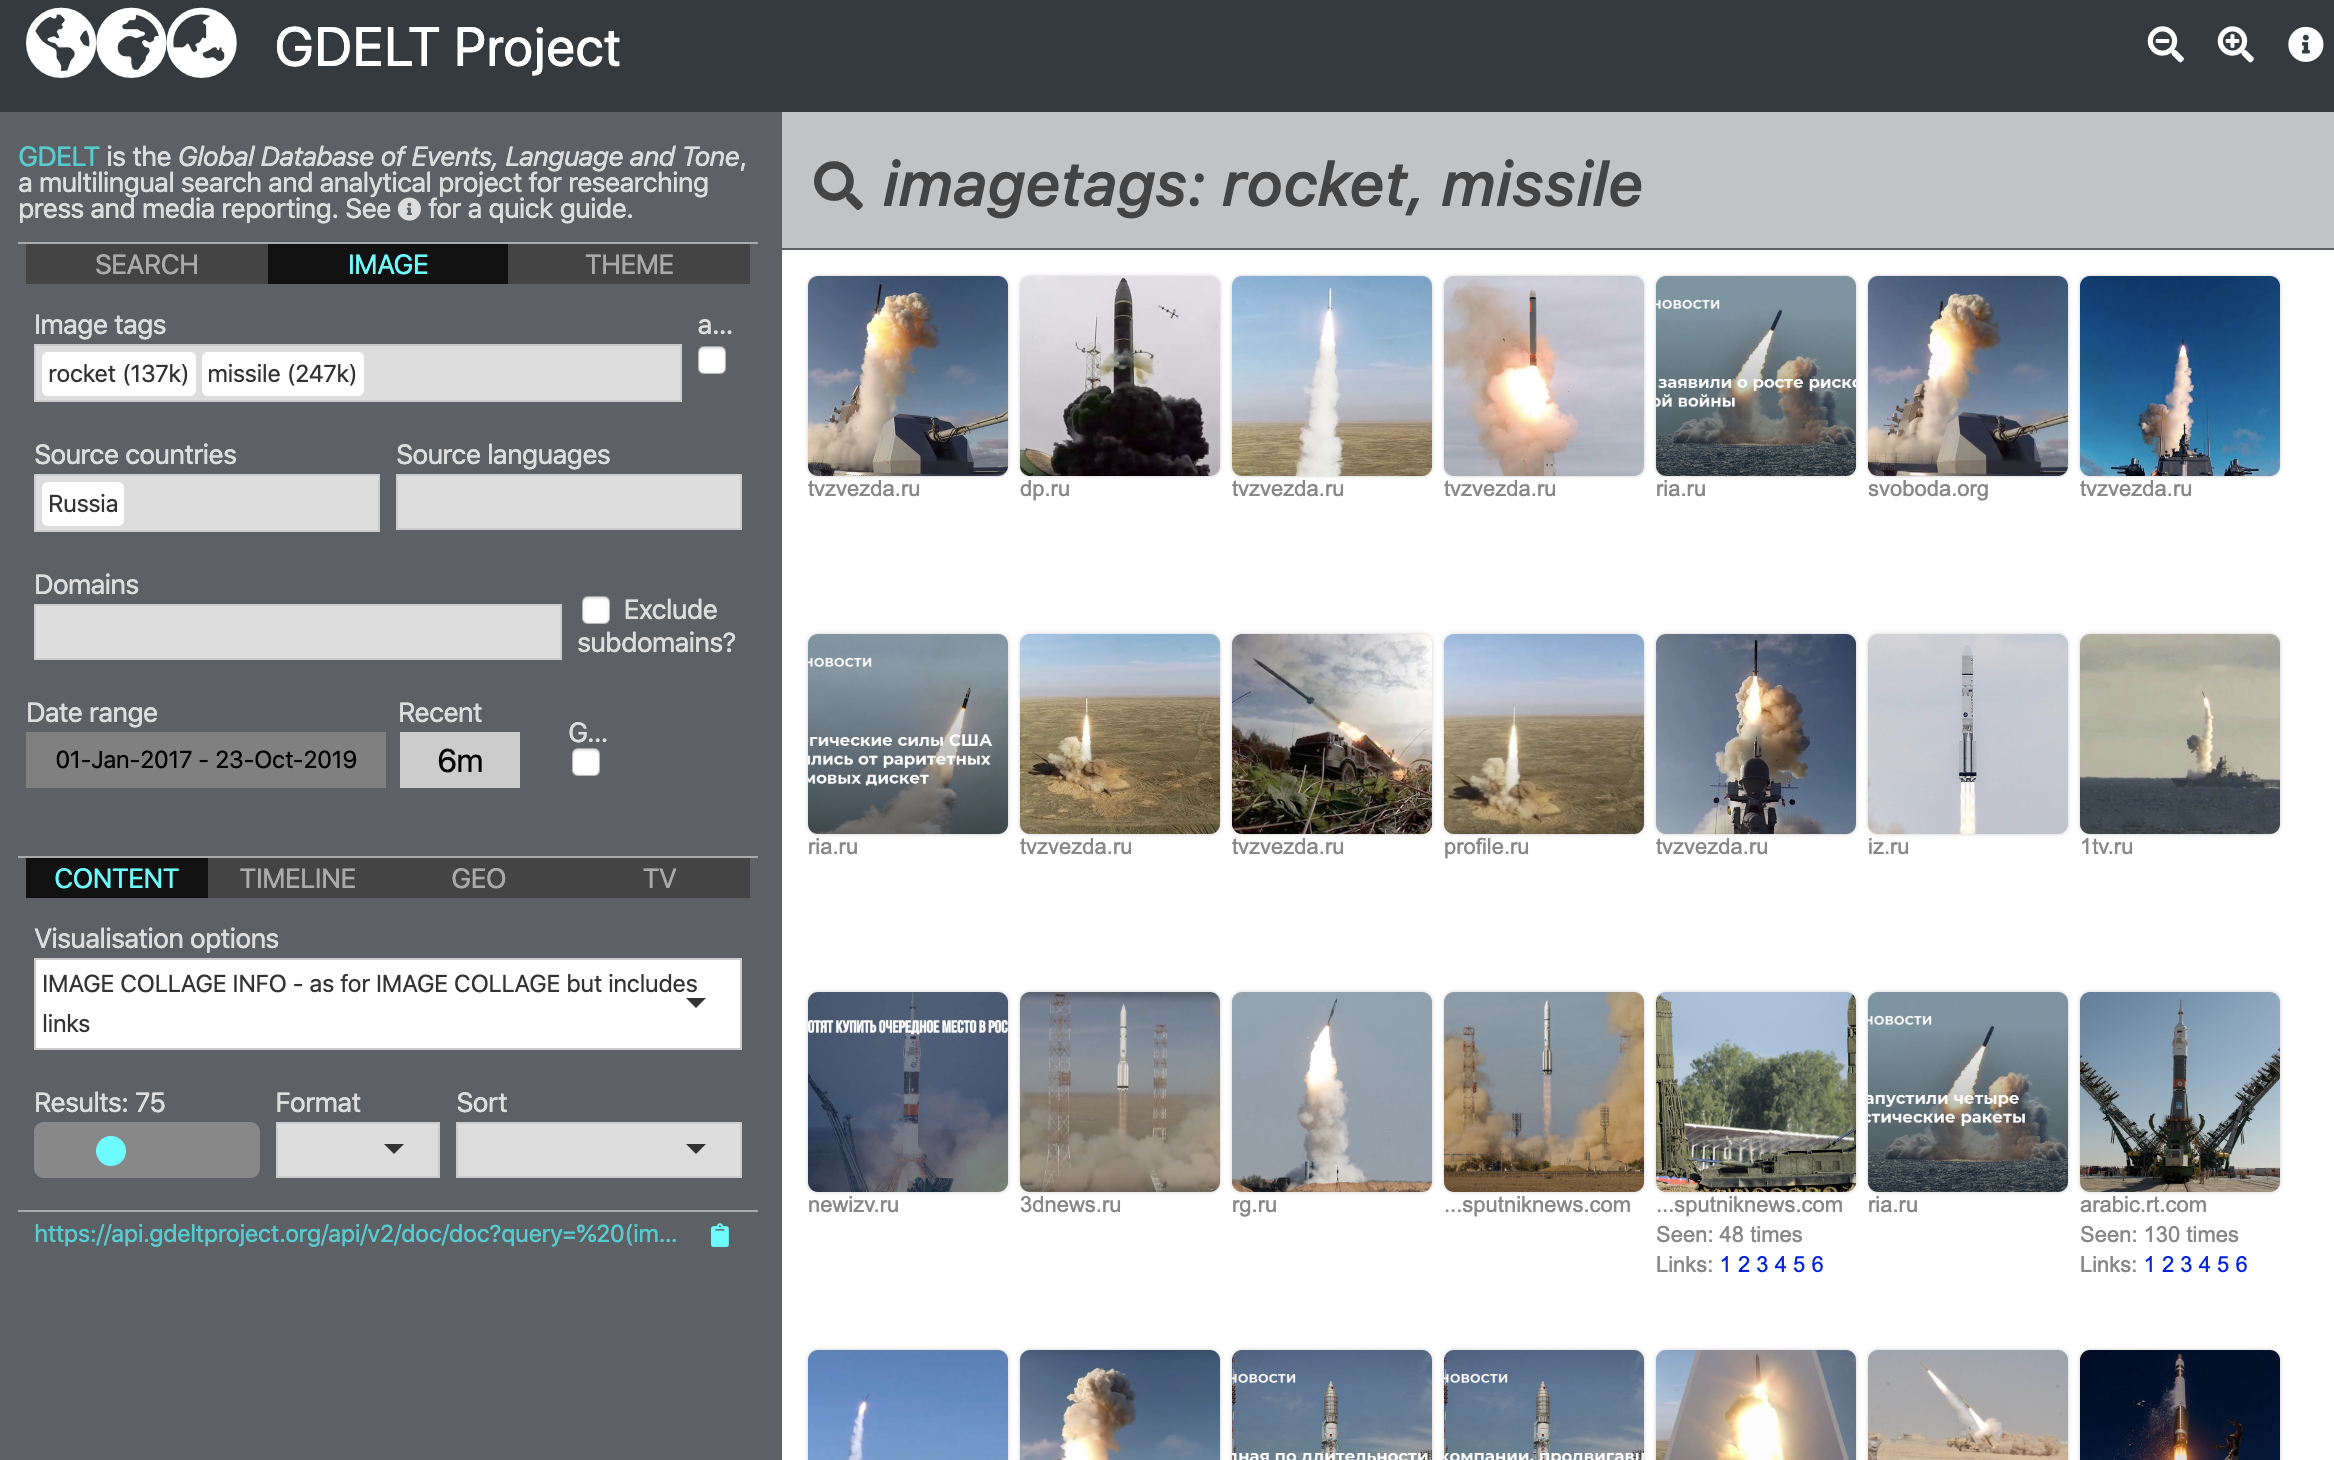 GDELT Project
GDELT is the Global Database of Events, Language and Tone,
a multilingual search and analytical project for researching
press and media reporting. See for a quick guide.
SEARCH IMAGE THEME
Image tags a...
rocket (137k) missile (247k)
Source countries Source languages
Russia
Domains
Exclude
subdomains?
Date range Recent G...
01-Jan-2017 - 23-Oct-2019 6m
CONTENT TIMELINE GEO TV
Visualisation options
IMAGE COLLAGE INFO - as for IMAGE COLLAGE but includes
links
Results: 75 Format Sort
https://api.gdeltproject.org/api/v2/doc/doc?query=%20(im...
imagetags: rocket, missile
НОВОСТИ
заявили о росте риско
ой войны
tvzvezda.ru dp.ru tvzvezda.ru tvzvezda.ru ria.ru svoboda.org tvzvezda.ru
НОВОСТИ
гические силы США
ились от раритетных
мовых дискет
ria.ru tvzvezda.ru tvzvezda.ru profile.ru tvzvezda.ru iz.ru 1tv.ru
ОТЯТ КУПИТЬ ОЧЕРЕДНОЕ МЕСТО В РОС
НОВОСТИ
апустили четыре
стические ракеты
newizv.ru 3dnews.ru rg.ru ...sputniknews.com ...sputniknews.com ria.ru arabic.rt.com
Seen: 48 times Seen: 130 times
Links: 1 2 3 4 5 6 Links: 1 2 3 4 5 6
НОВОСТИ НОВОСТИ
дная по длительности компании, продвигавш